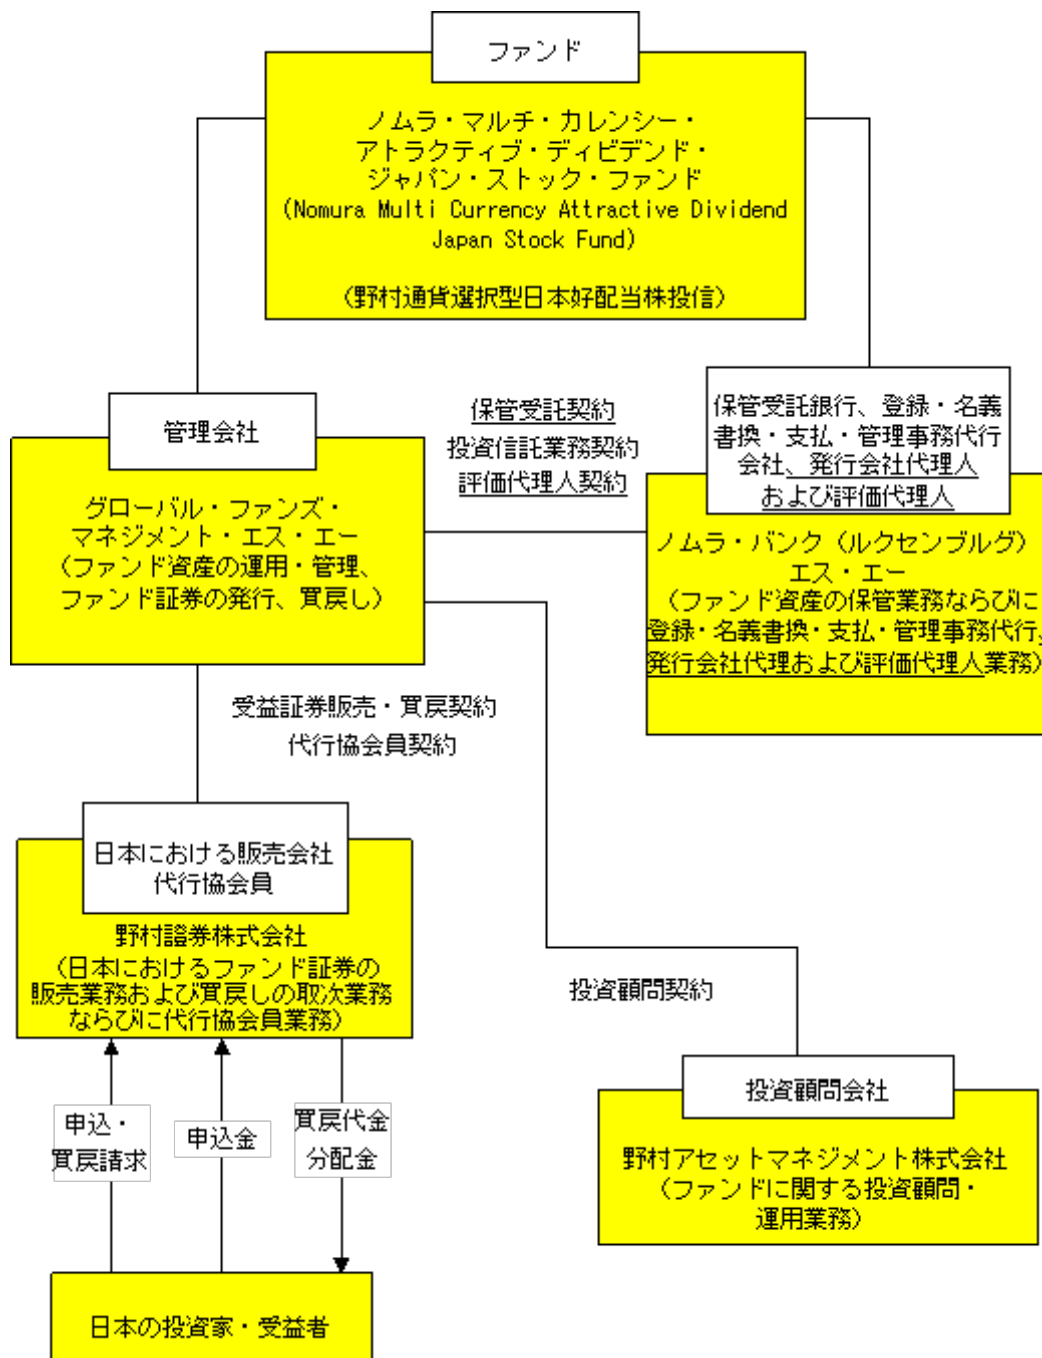 ファンド
ノムラ・マルチ・カレンシー・
アトラクティブ・ディビデンド・
ジャパン・ストック・ファンド
(Nomura Multi Currency Attractive Dividend
Japan Stock Fund)
(野村通貨選択型日本好配当株投信)
管理会社
グローバル・ファンズ・
マネジメント・エス・エー
(ファンド資産の運用・管理、
ファンド証券の発行、買戻し)
保管受託契約
投資信託業務契約
評価代理人契約
保管受託銀行、登録・名義
書換・支払・管理事務代行
会社、発行会社代理人
および評価代理人
ノムラ・バンク(ルクセンブルグ)
エス・エー
(ファンド資産の保管業務ならびに
登録・名義書換・支払・管理事務代行、
発行会社代理および評価代理人業務)
受益証券販売・買戻契約
代行協会員契約
日本における販売会社
代行協会員
野村證券株式会社
(日本におけるファンド証券の
販売業務および買戻しの取次業務
ならびに代行協会員業務)
投資顧問契約
投資顧問会社
野村アセットマネジメント株式会社
(ファンドに関する投資顧問・
運用業務)
申込・
買戻請求
申込金
買戻代金
分配金
日本の投資家・受益者